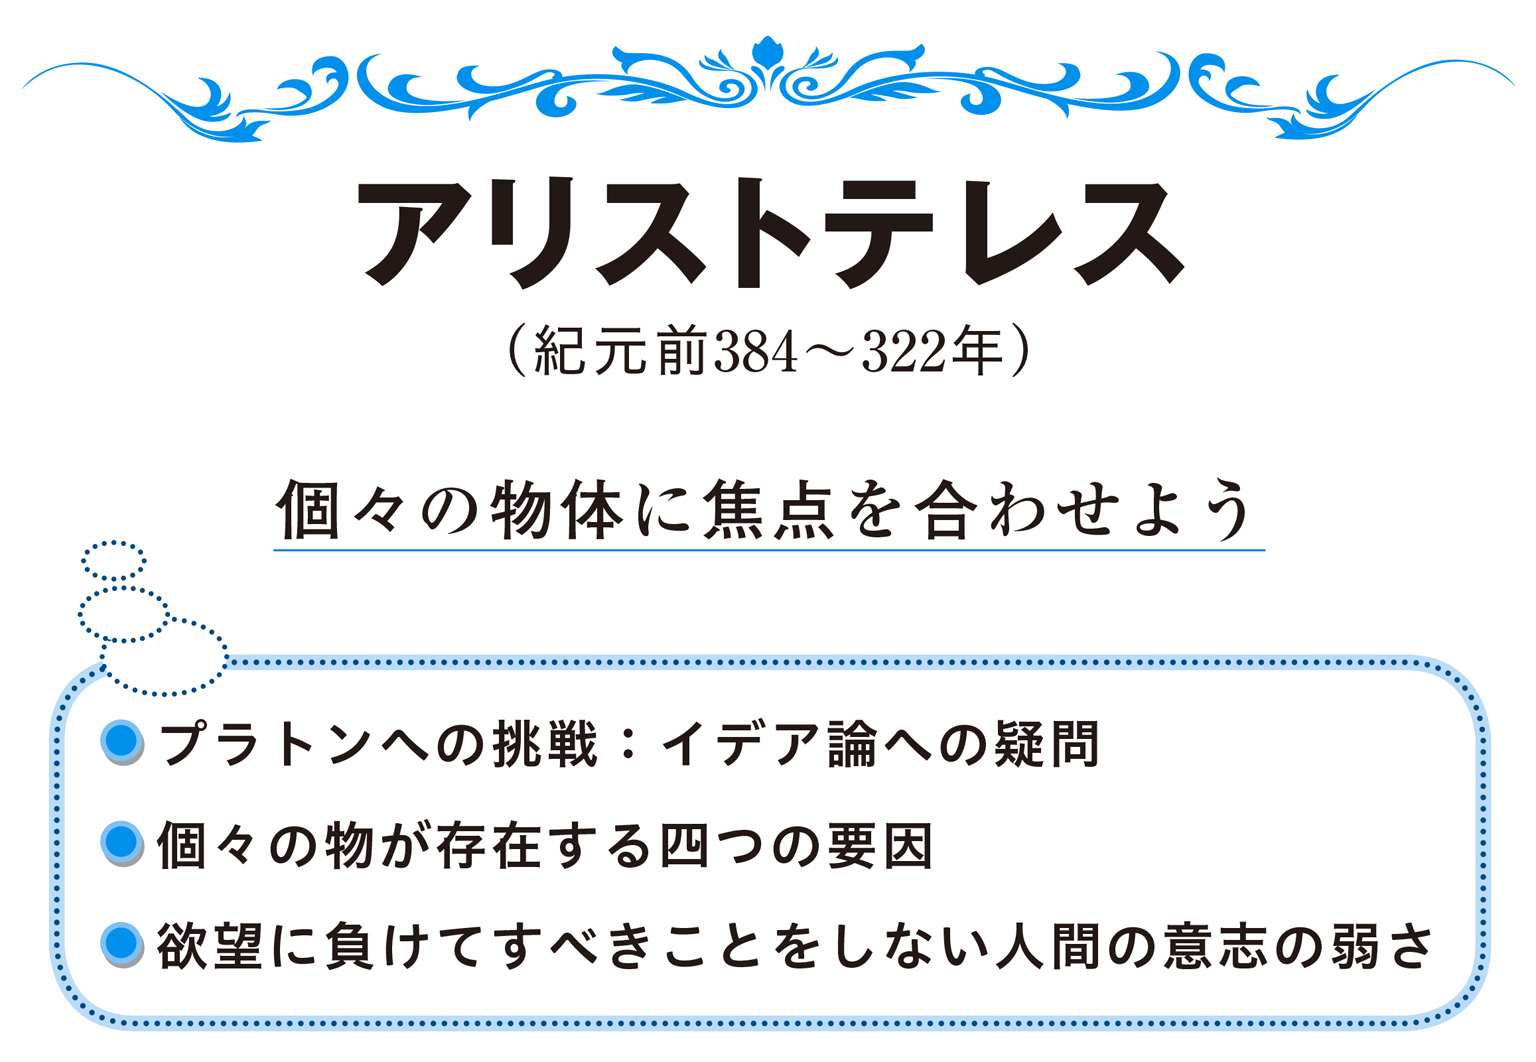 アリストテレス
（紀元前384〜322年）
個々の物体に焦点を合わせよう
プラトンへの挑戦：イデア論への疑問
個々の物が存在する四つの要因
欲望に負けてすべきことをしない人間の意志の弱さ